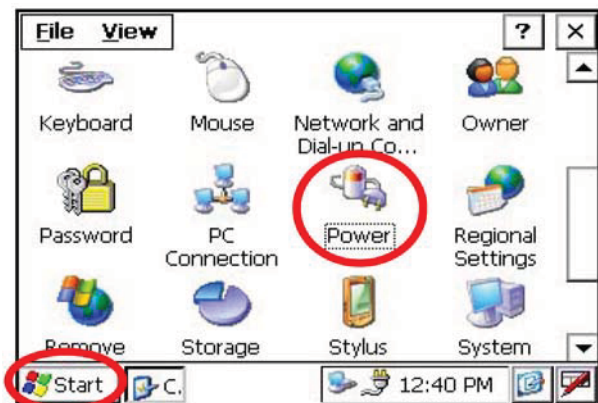 File View ? ×
Keyboard Mouse Network and Dial-up Co... Owner
Password PC Connection Power Regional Settings
Remove Storage Stylus System
Start C. 12:40 PM